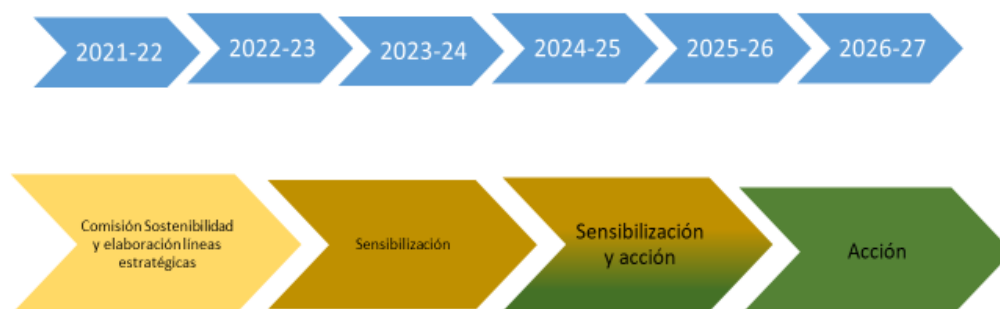 2021-22
2022-23
2023-24
2024-25
2025-26
2026-27
Comisión Sostenibilidad
y elaboración líneas
estratégicas
Sensibilización
Sensibilización
y acción
Acción